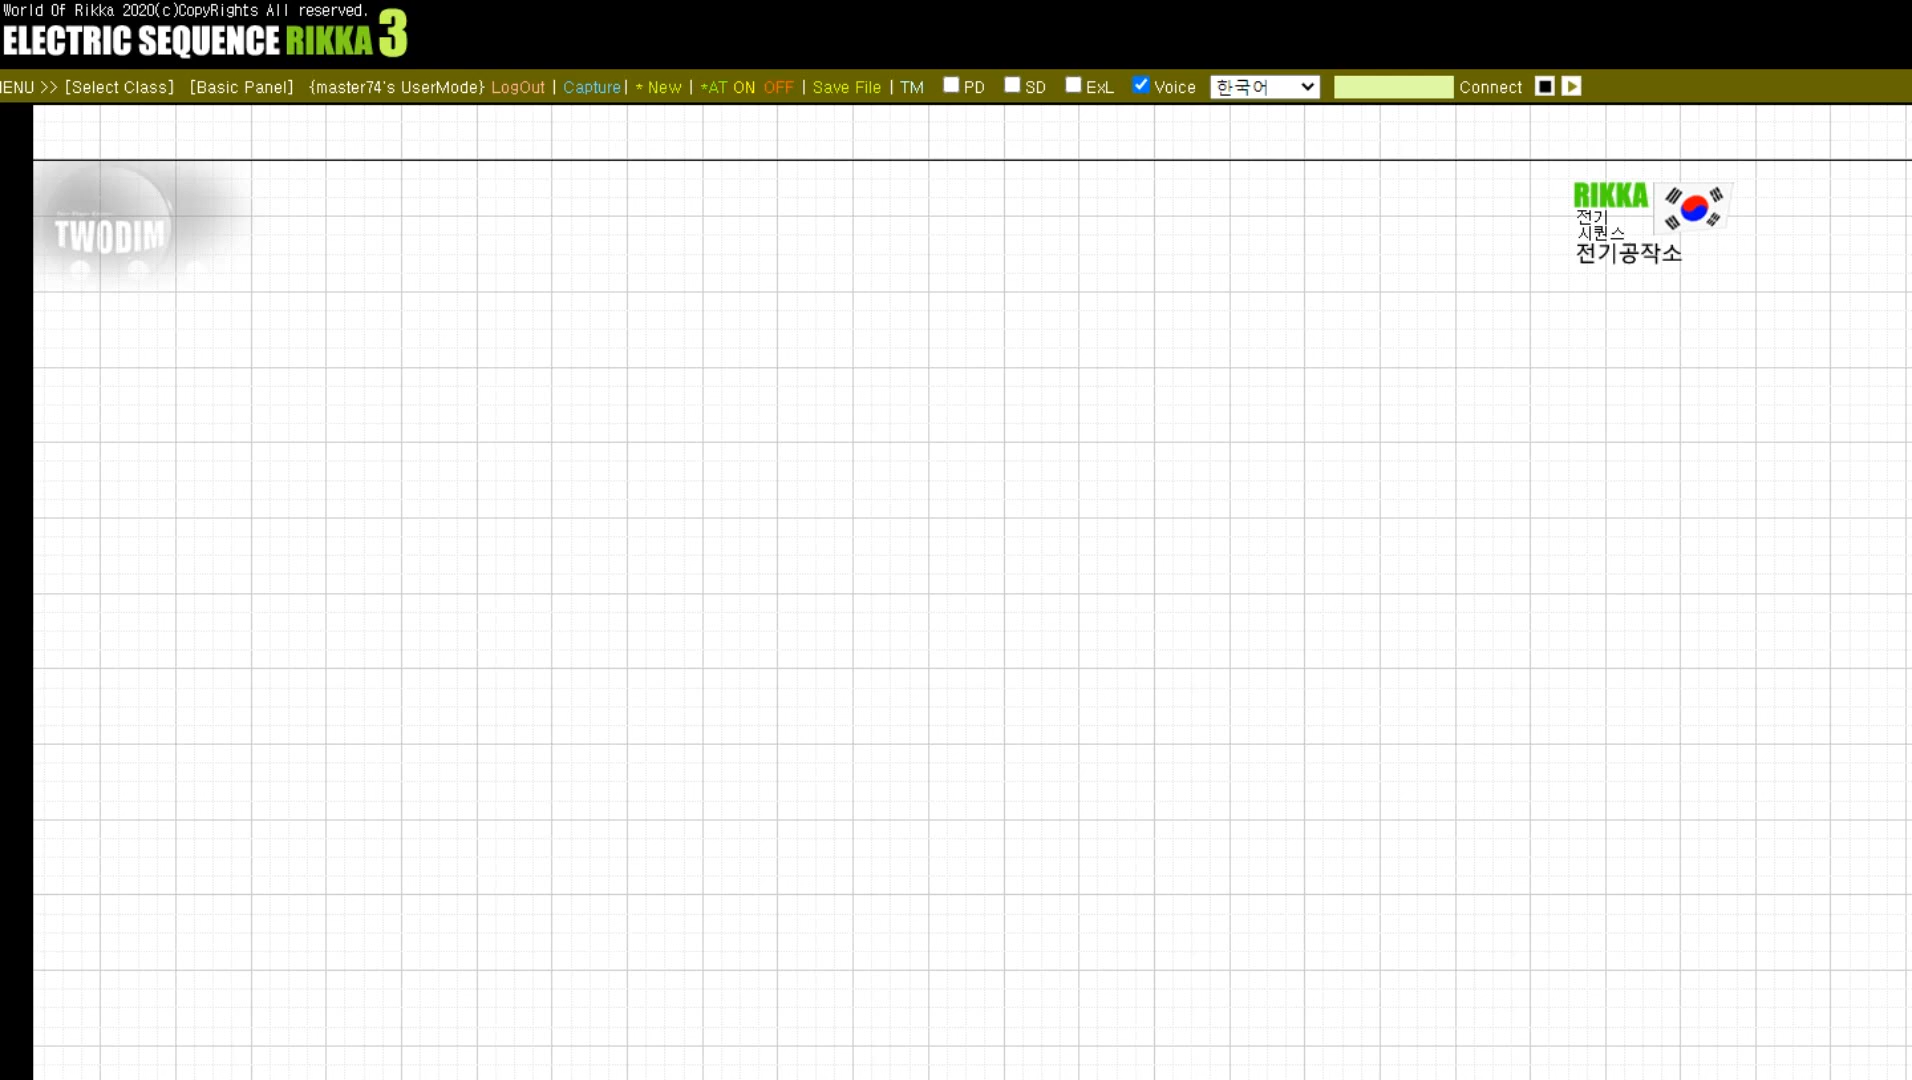 World Of Rikka 2020(c)CopyRights All reserved.
ELECTRIC SEQUENCE RIKKA 3
ENU >> [Select Class] [Basic Panel] {master74's UserMode} LogOut | Capture| * New | *AT ON OFF | Save File | TM PD SD ExL Voice 한국어 Connect
TWODIM
RIKKA
전기
시퀀스
전기공작소